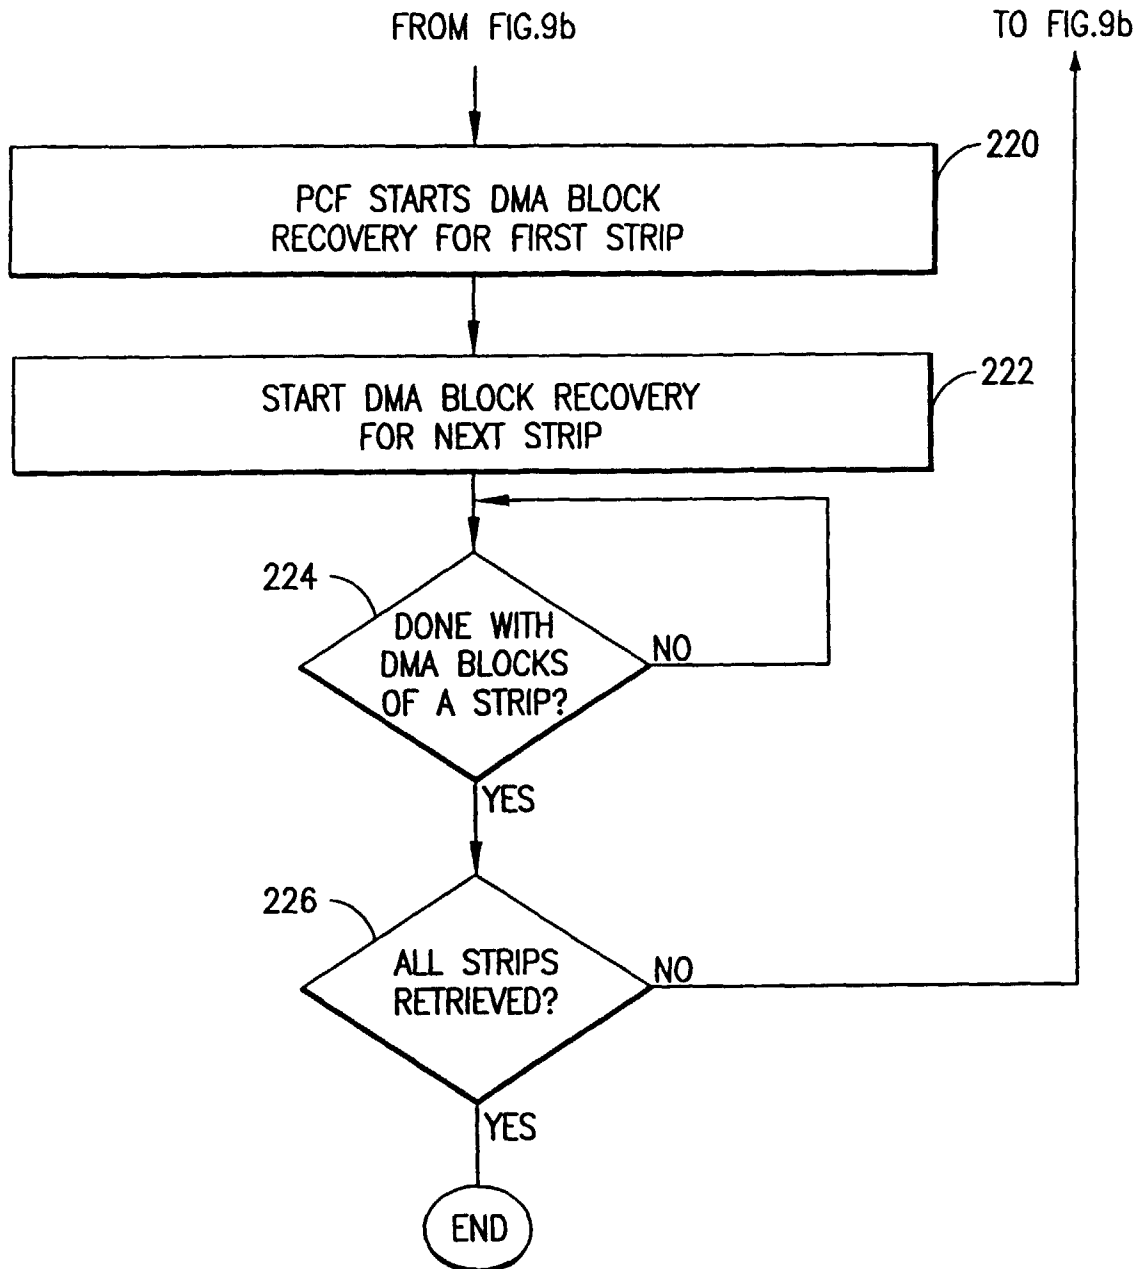 FROM FIG.9b
TO FIG.9b
220
PCF STARTS DMA BLOCK
RECOVERY FOR FIRST STRIP
222
START DMA BLOCK RECOVERY
FOR NEXT STRIP
224
DONE WITH
DMA BLOCKS
OF A STRIP?
NO
YES
226
ALL STRIPS
RETRIEVED?
NO
YES
END